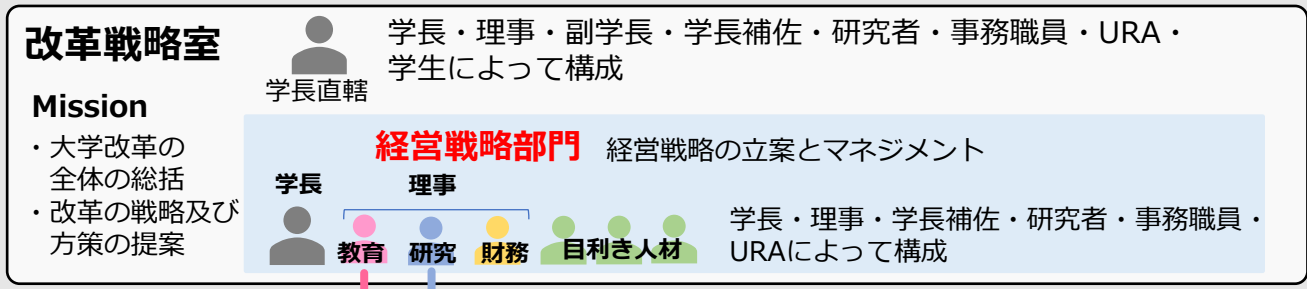 改革戦略室
学長直轄
学長・理事・副学長・学長補佐・研究者・事務職員・URA・
学生によって構成
Mission
・大学改革の
全体の総括
・改革の戦略及び
方策の提案
経営戦略部門 経営戦略の立案とマネジメント
学長 理事
教育 研究 財務 目利き人材
学長・理事・学長補佐・研究者・事務職員・
URAによって構成